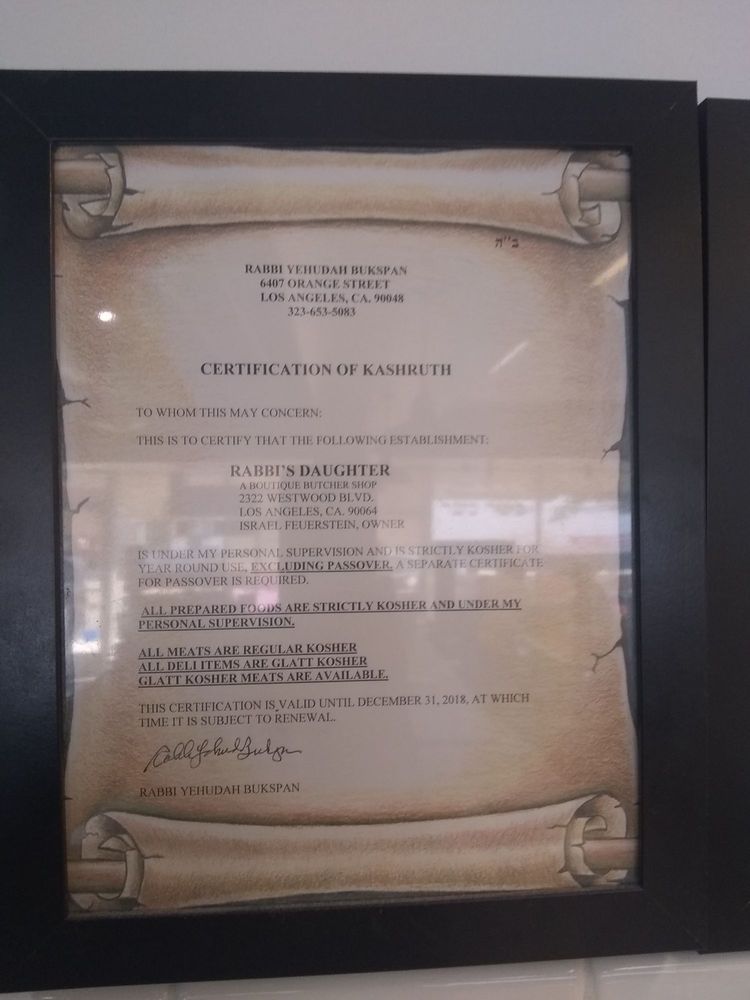 ב"ה
RABBI YEHUDAH BUKSPAN
6407 ORANGE STREET
LOS ANGELES, CA. 90048
323-653-5083
CERTIFICATION OF KASHRUTH
TO WHOM THIS MAY CONCERN:
THIS IS TO CERTIFY THAT THE FOLLOWING ESTABLISHMENT:
RABBI'S DAUGHTER
A BOUTIQUE BUTCHER SHOP
2322 WESTWOOD BLVD.
LOS ANGELES, CA. 90064
ISRAEL FEUERSTEIN, OWNER
IS UNDER MY PERSONAL SUPERVISION AND IS STRICTLY KOSHER FOR
YEAR ROUND USE, EXCLUDING PASSOVER. A SEPARATE CERTIFICATE
FOR PASSOVER IS REQUIRED.
ALL PREPARED FOODS ARE STRICTLY KOSHER AND UNDER MY
PERSONAL SUPERVISION.
ALL MEATS ARE REGULAR KOSHER
ALL DELI ITEMS ARE GLATT KOSHER
GLATT KOSHER MEATS ARE AVAILABLE.
THIS CERTIFICATION IS VALID UNTIL DECEMBER 31, 2018, AT WHICH
TIME IT IS SUBJECT TO RENEWAL.
Rabbi Yehudah Bukspan
RABBI YEHUDAH BUKSPAN